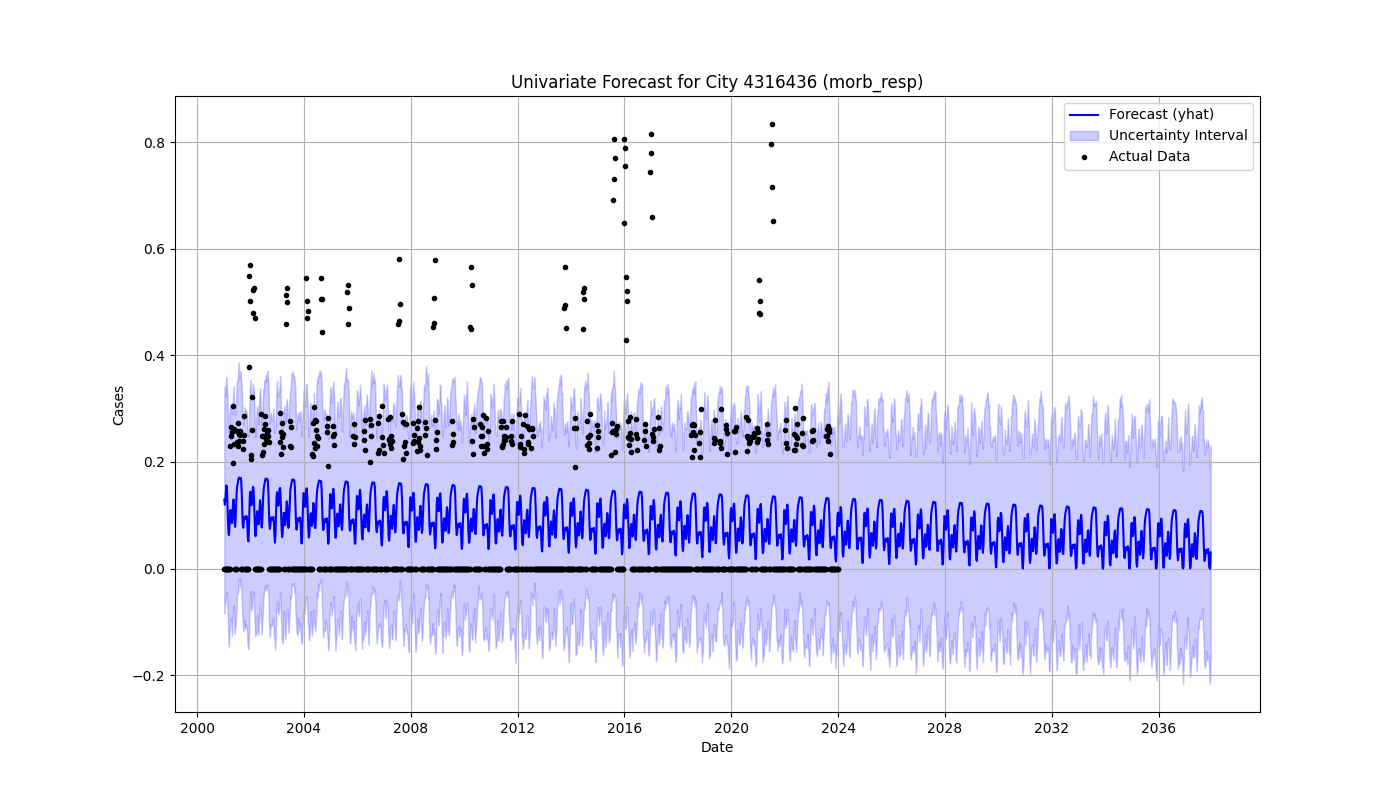 Univariate Forecast for City 4316436 (morb_resp)
Forecast (yhat)
Uncertainty Interval
Actual Data
Cases
0.8
0.6
0.4
0.2
0.0
−0.2
2000 2004 2008 2012 2016 2020 2024 2028 2032 2036
Date